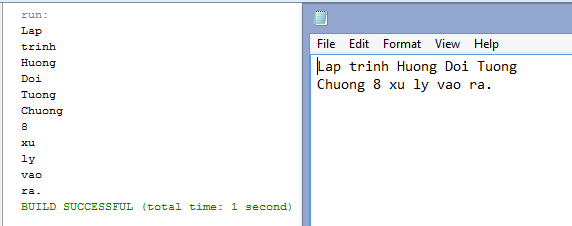 run:
Lap
trinh
Huong
Doi
Tuong
Chuong
8
xu
ly
vao
ra.
BUILD SUCCESSFUL (total time: 1 second)
File Edit Format View Help
Lap trinh Huong Doi Tuong
Chuong 8 xu ly vao ra.